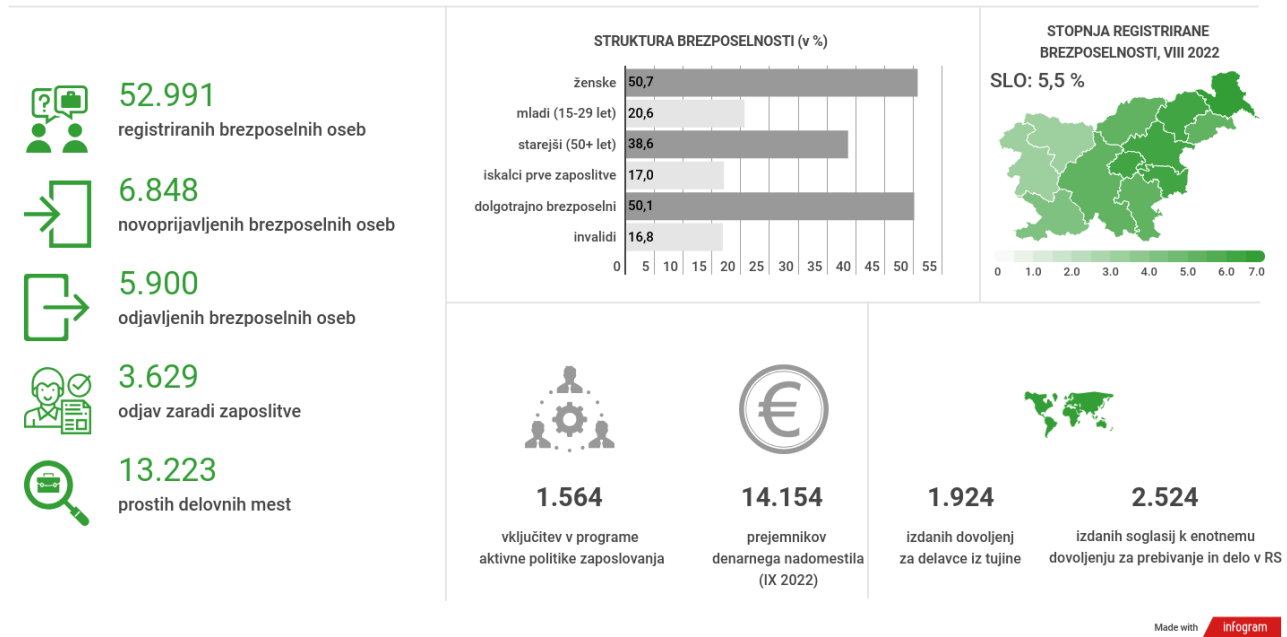 52.991
registriranih brezposelnih oseb
6.848
novoprijavljenih brezposelnih oseb
5.900
odjavljenih brezposelnih oseb
3.629
odjav zaradi zaposlitve
13.223
prostih delovnih mest
STRUKTURA BREZPOSELNOSTI (v %)
ženske 50,7
mladi (15-29 let) 20,6
starejši (50+ let) 38,6
iskalci prve zaposlitve 17,0
dolgotrajno brezposelni 50,1
invalidi 16,8
0 5 10 15 20 25 30 35 40 45 50 55
STOPNJA REGISTRIRANE
BREZPOSELNOSTI, VIII 2022
SLO: 5,5 %
0 1.0 2.0 3.0 4.0 5.0 6.0 7.0
1.564
vključitev v programe
aktivne politike zaposlovanja
14.154
prejemnikov
denarnega nadomestila
(IX 2022)
1.924
izdanih dovoljenj
za delavce iz tujine
2.524
izdanih soglasij k enotnemu
dovoljenju za prebivanje in delo v RS
Made with infogram